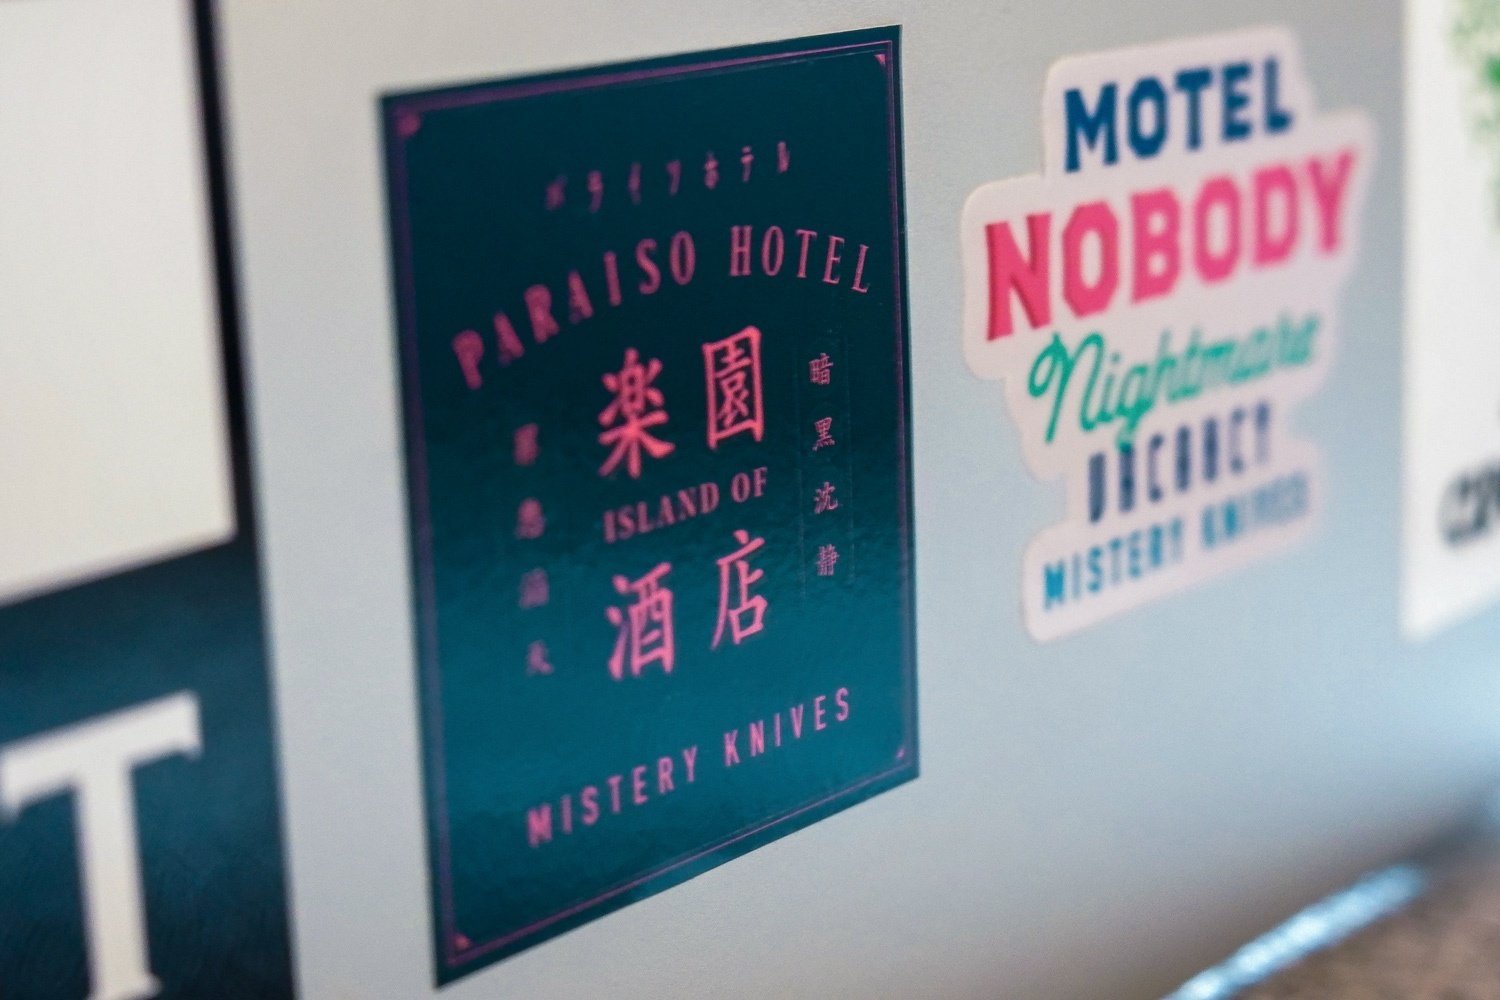 T
パライソホテル
PARAISO HOTEL
楽園
ISLAND OF
酒店
暗黒沈静
MISTERY KNIVES
MOTEL
NOBODY
Nightmare
VACANCY
MISTERY KNIVES